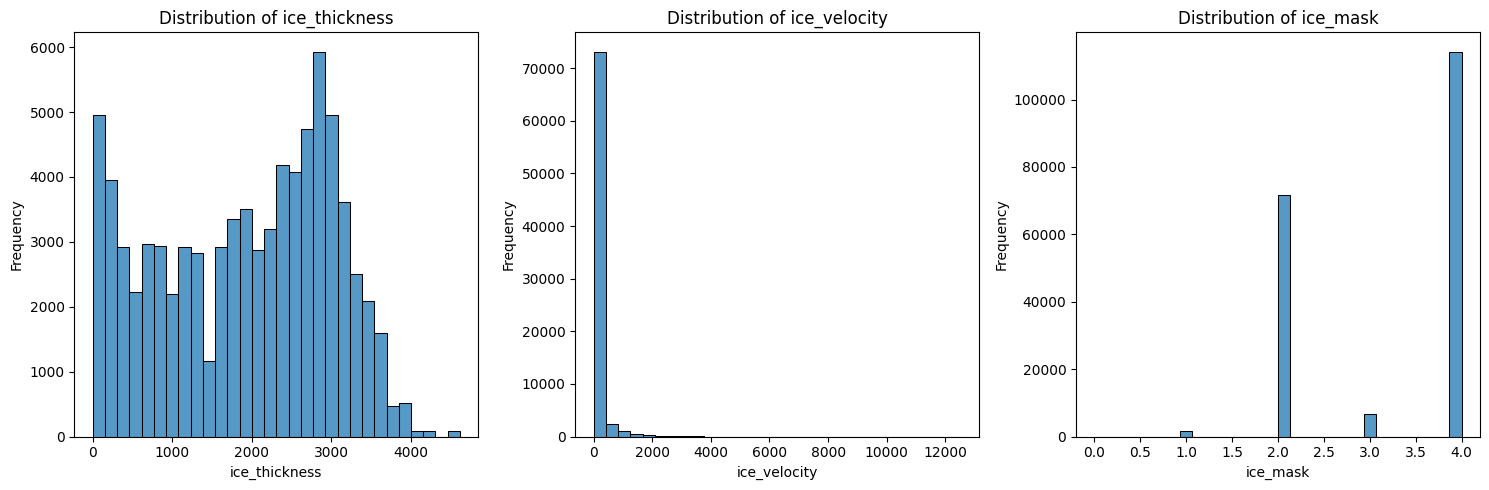 Distribution of ice_thickness
6000
5000
4000
3000
2000
1000
0
Frequency
0 1000 2000 3000 4000
ice_thickness
Distribution of ice_velocity
70000
60000
50000
40000
30000
20000
10000
0
Frequency
0 2000 4000 6000 8000 10000 12000
ice_velocity
Distribution of ice_mask
100000
80000
60000
40000
20000
0
Frequency
0.0 0.5 1.0 1.5 2.0 2.5 3.0 3.5 4.0
ice_mask